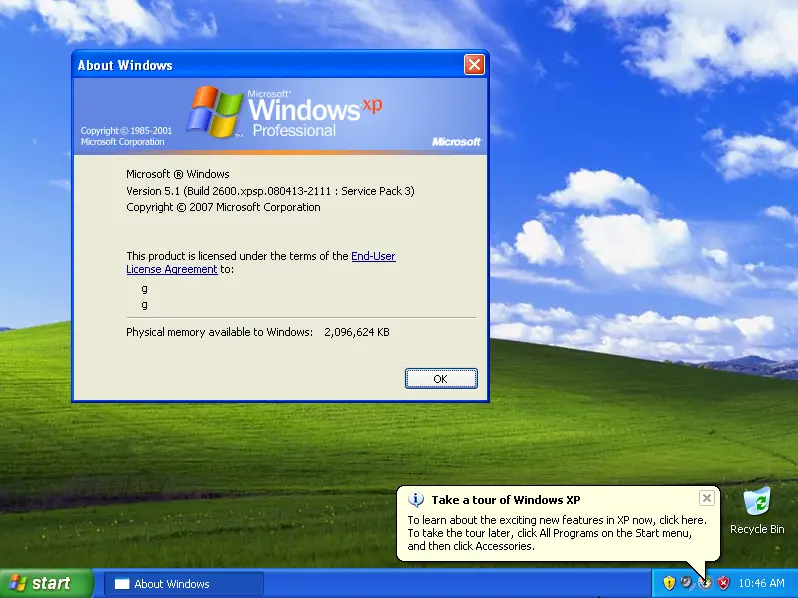 About Windows
Microsoft®
Windows xp
Professional
Copyright © 1985-2001
Microsoft Corporation
Microsoft
Microsoft ® Windows
Version 5.1 (Build 2600.xpsp.080413-2111 : Service Pack 3)
Copyright © 2007 Microsoft Corporation
This product is licensed under the terms of the End-User
License Agreement to:
g
g
Physical memory available to Windows: 2,096,624 KB
OK
Take a tour of Windows XP
To learn about the exciting new features in XP now, click here.
To take the tour later, click All Programs on the Start menu,
and then click Accessories.
Recycle Bin
start
About Windows
10:46 AM